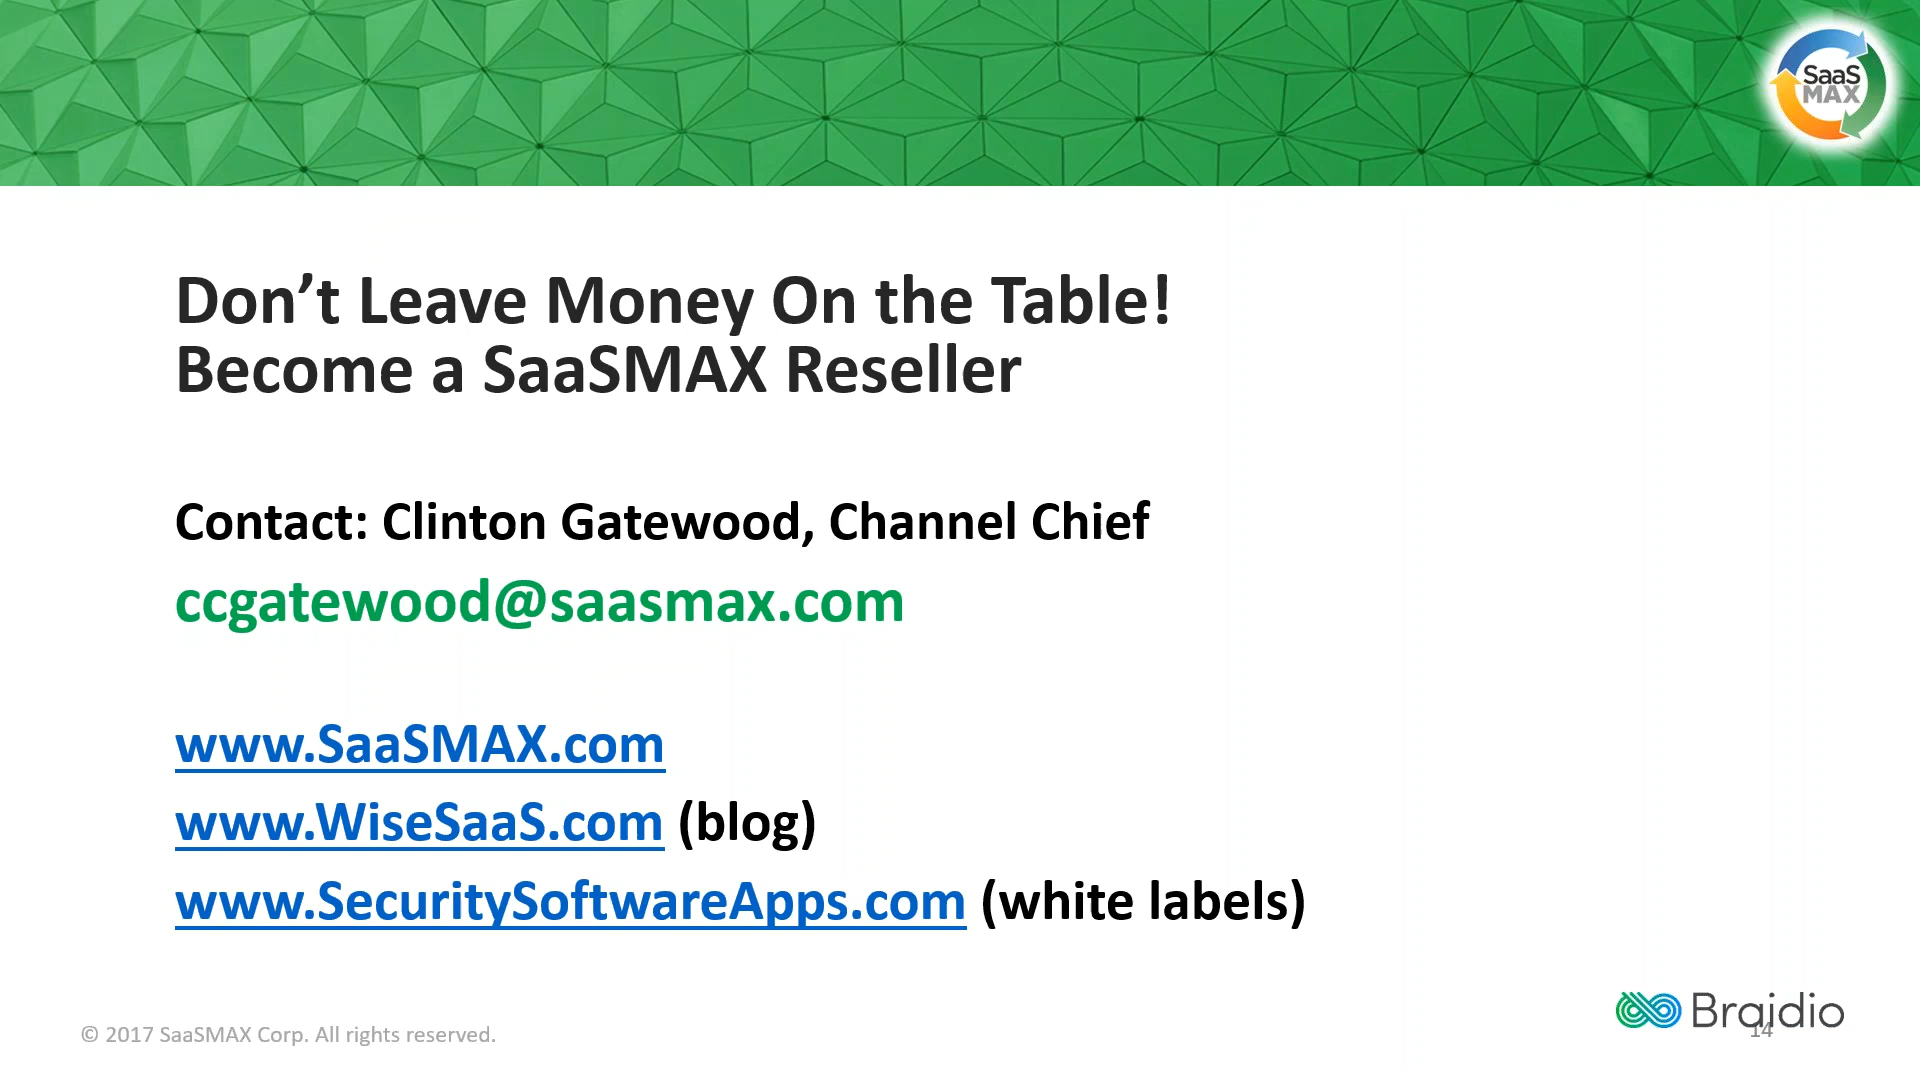 SaaS
MAX
Don’t Leave Money On the Table!
Become a SaaSMAX Reseller
Contact: Clinton Gatewood, Channel Chief
ccgatewood@saasmax.com
www.SaaSMAX.com
www.WiseSaaS.com (blog)
www.SecuritySoftwareApps.com (white labels)
© 2017 SaaSMAX Corp. All rights reserved.
Braidio
14